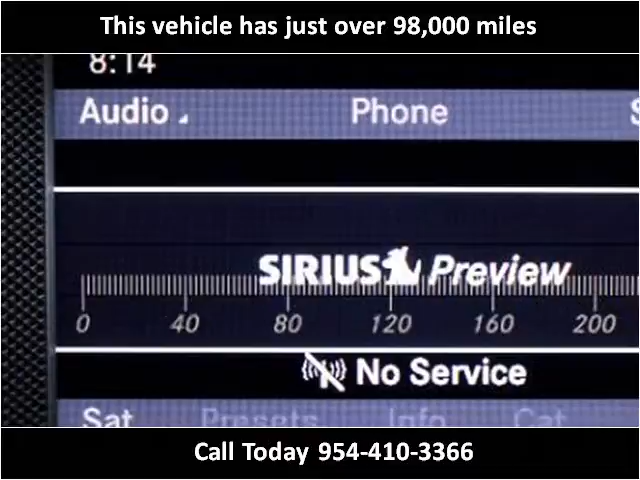 This vehicle has just over 98,000 miles
8:14
Audio Phone
SIRIUS Preview
0 40 80 120 160 200
No Service
Sat Presets Info Cat
Call Today 954-410-3366